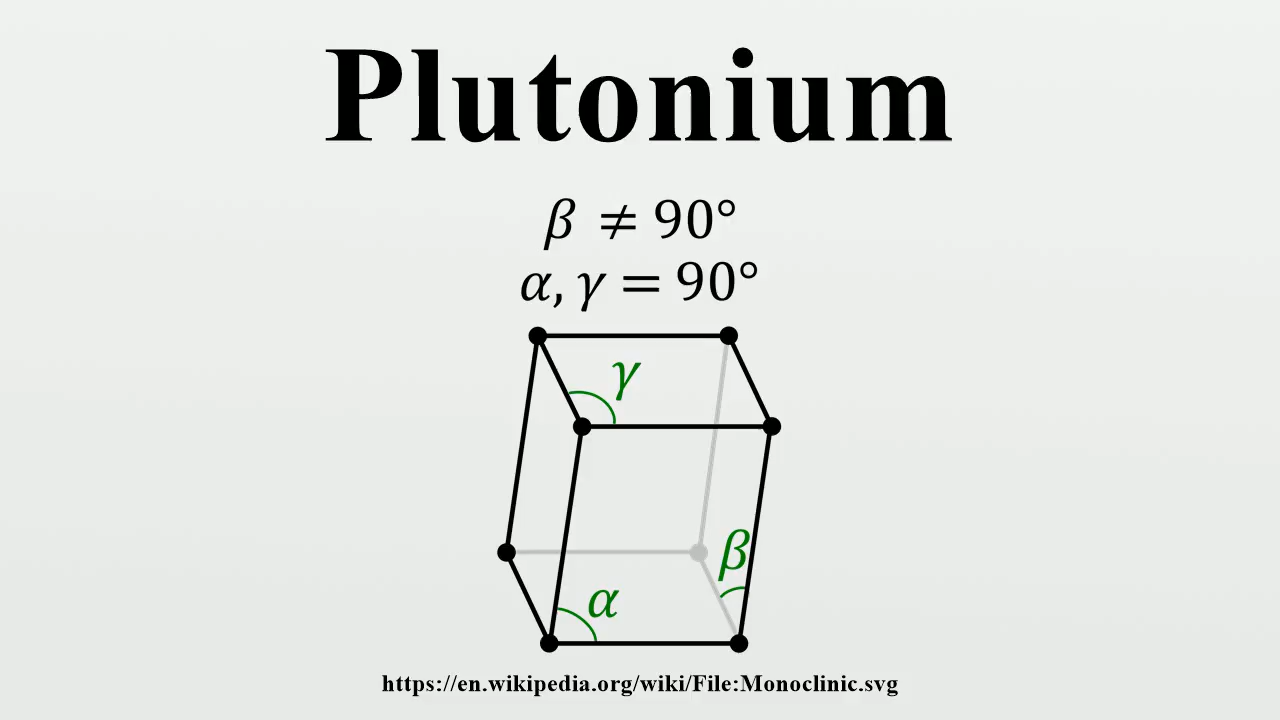 Plutonium
β ≠ 90°
α, γ = 90°
γ
β
α
https://en.wikipedia.org/wiki/File:Monoclinic.svg